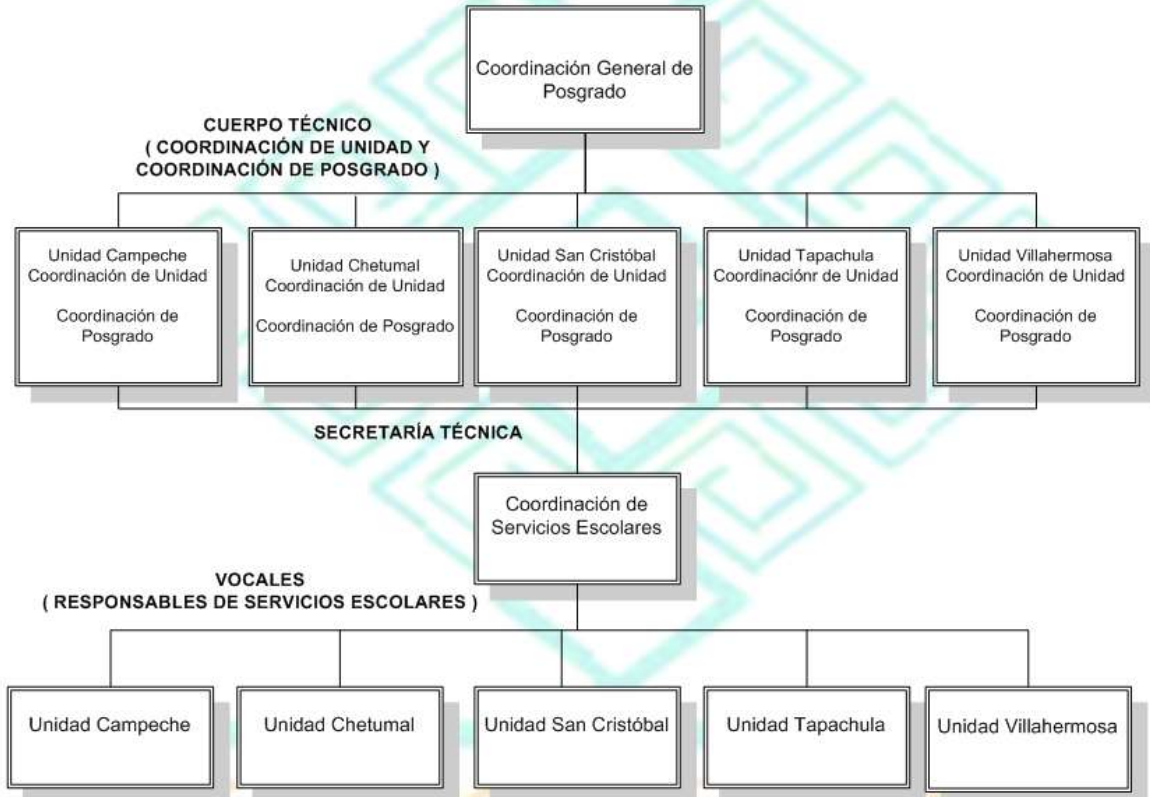 Coordinación General de
Posgrado
CUERPO TÉCNICO
( COORDINACIÓN DE UNIDAD Y
COORDINACIÓN DE POSGRADO )
Unidad Campeche
Coordinación de Unidad
Coordinación de
Posgrado
Unidad Chetumal
Coordinación de Unidad
Coordinación de Posgrado
Unidad San Cristóbal
Coordinación de Unidad
Coordinación de
Posgrado
Unidad Tapachula
Coordinaciónr de Unidad
Coordinación de
Posgrado
Unidad Villahermosa
Coordinación de Unidad
Coordinación de
Posgrado
SECRETARÍA TÉCNICA
Coordinación de
Servicios Escolares
VOCALES
( RESPONSABLES DE SERVICIOS ESCOLARES )
Unidad Campeche
Unidad Chetumal
Unidad San Cristóbal
Unidad Tapachula
Unidad Villahermosa